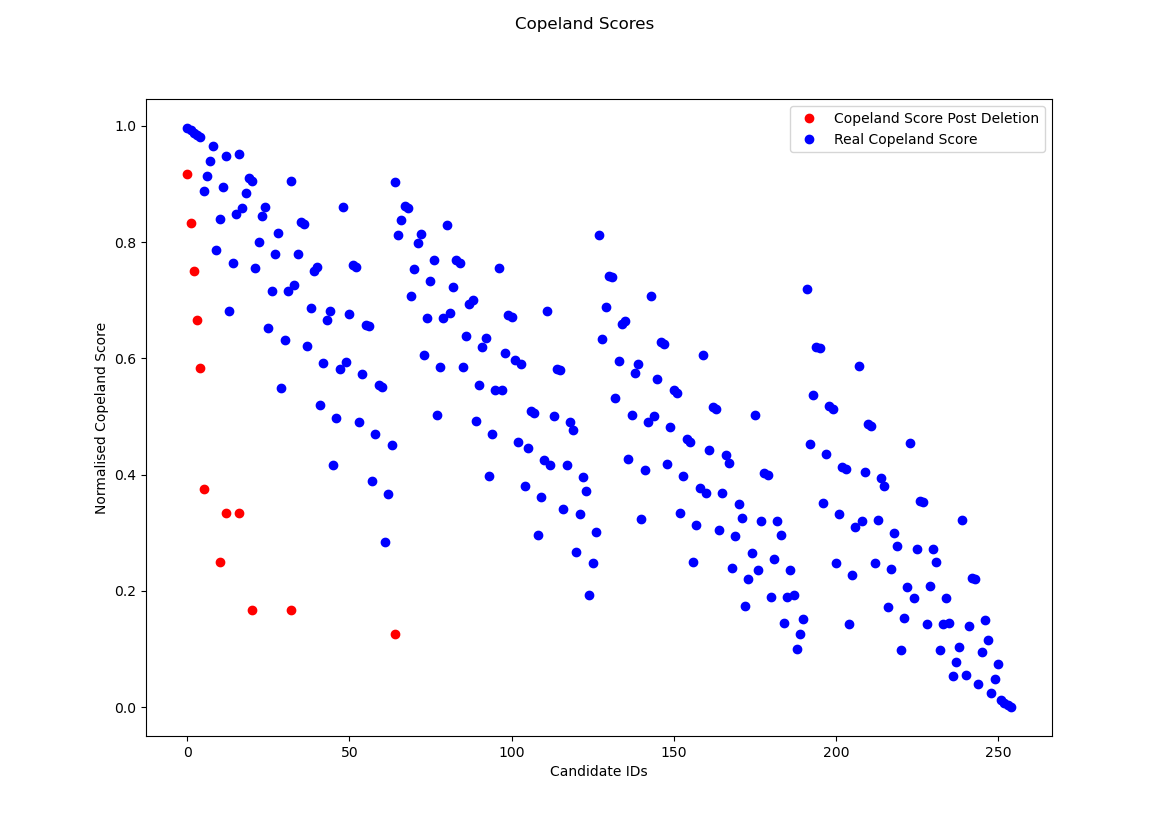 Copeland Scores
Copeland Score Post Deletion
Real Copeland Score
1.0
0.8
0.6
0.4
0.2
0.0
Normalised Copeland Score
0 50 100 150 200 250
Candidate IDs